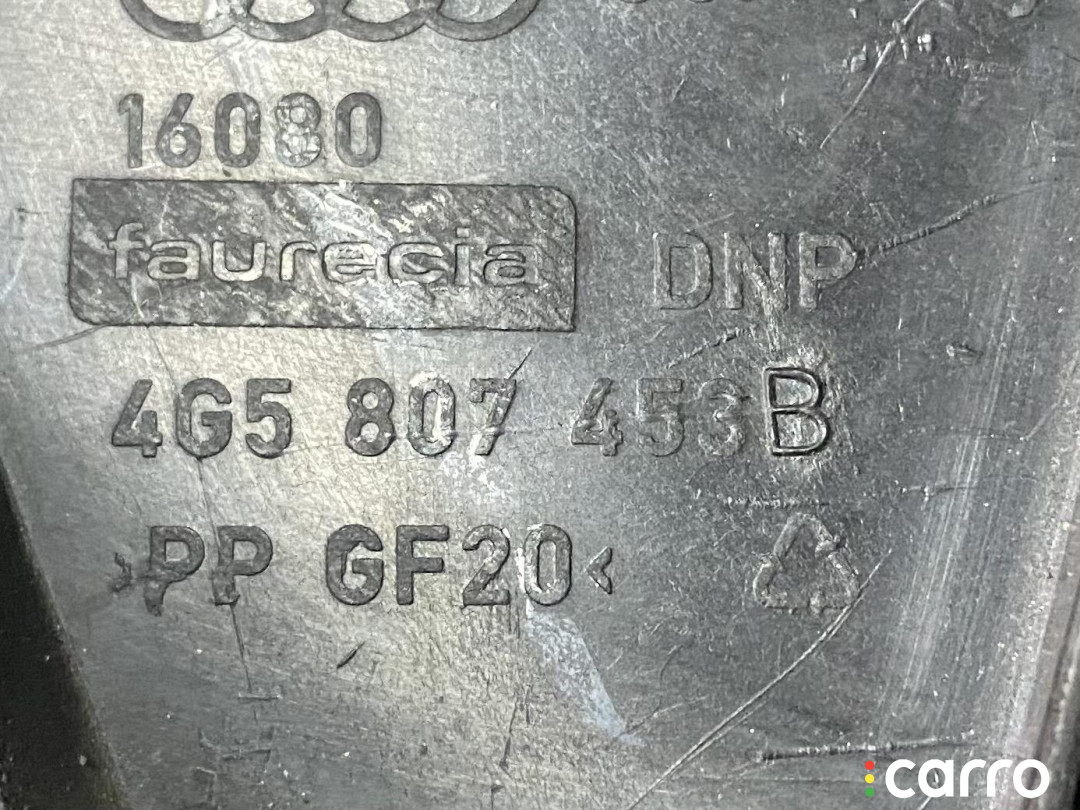 16080
faurecia DNP
4G5 807 453B
>PP GF20<
carro